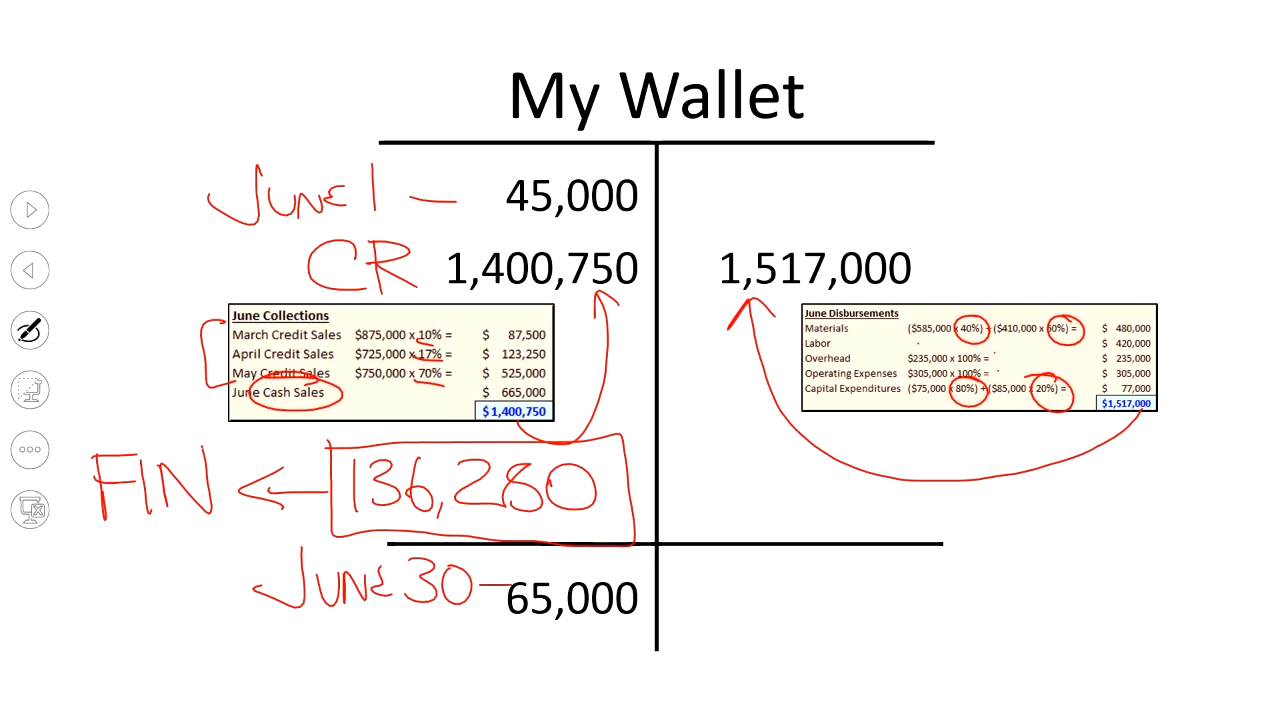 My Wallet
JUNE 1 — 45,000
CR 1,400,750 1,517,000
June Collections
March Credit Sales $875,000 x 10% = $ 87,500
April Credit Sales $725,000 x 17% = $ 123,250
May Credit Sales $750,000 x 70% = $ 525,000
June Cash Sales $ 665,000
$1,400,750
June Disbursements
Materials ($585,000 x 40%) + ($410,000 x 60%) = $ 480,000
Labor $ 420,000
Overhead $235,000 x 100% = $ 235,000
Operating Expenses $305,000 x 100% = $ 305,000
Capital Expenditures ($75,000 x 80%) + ($85,000 x 20%) = $ 77,000
$1,517,000
FIN ← 136,280
JUNE 30 — 65,000